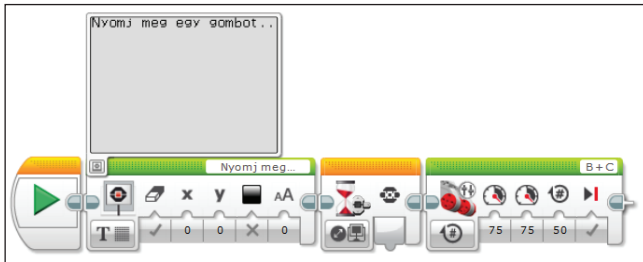 Nyomj meg egy gombot..
Nyomj meg...
B+C
x y AA
#
T 0 0 0
# 75 75 50